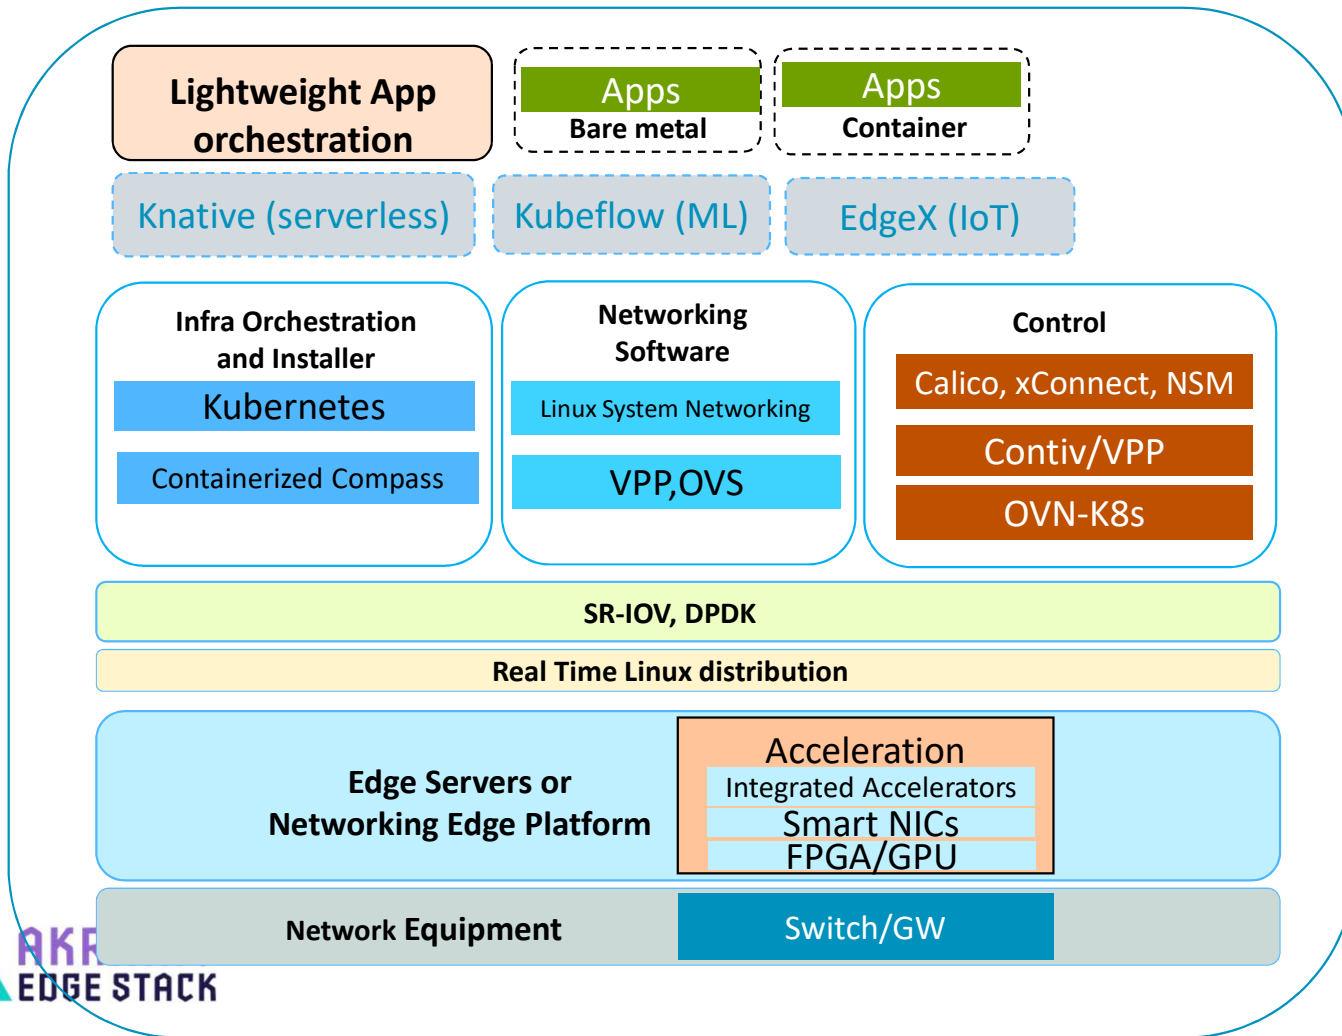 Lightweight App
orchestration
Apps
Bare metal
Apps
Container
Knative (serverless)
Kubeflow (ML)
EdgeX (IoT)
Infra Orchestration
and Installer
Kubernetes
Containerized Compass
Networking
Software
Linux System Networking
VPP,OVS
Control
Calico, xConnect, NSM
Contiv/VPP
OVN-K8s
SR-IOV, DPDK
Real Time Linux distribution
Edge Servers or
Networking Edge Platform
Acceleration
Integrated Accelerators
Smart NICs
FPGA/GPU
Network Equipment
Switch/GW
EDGE STACK